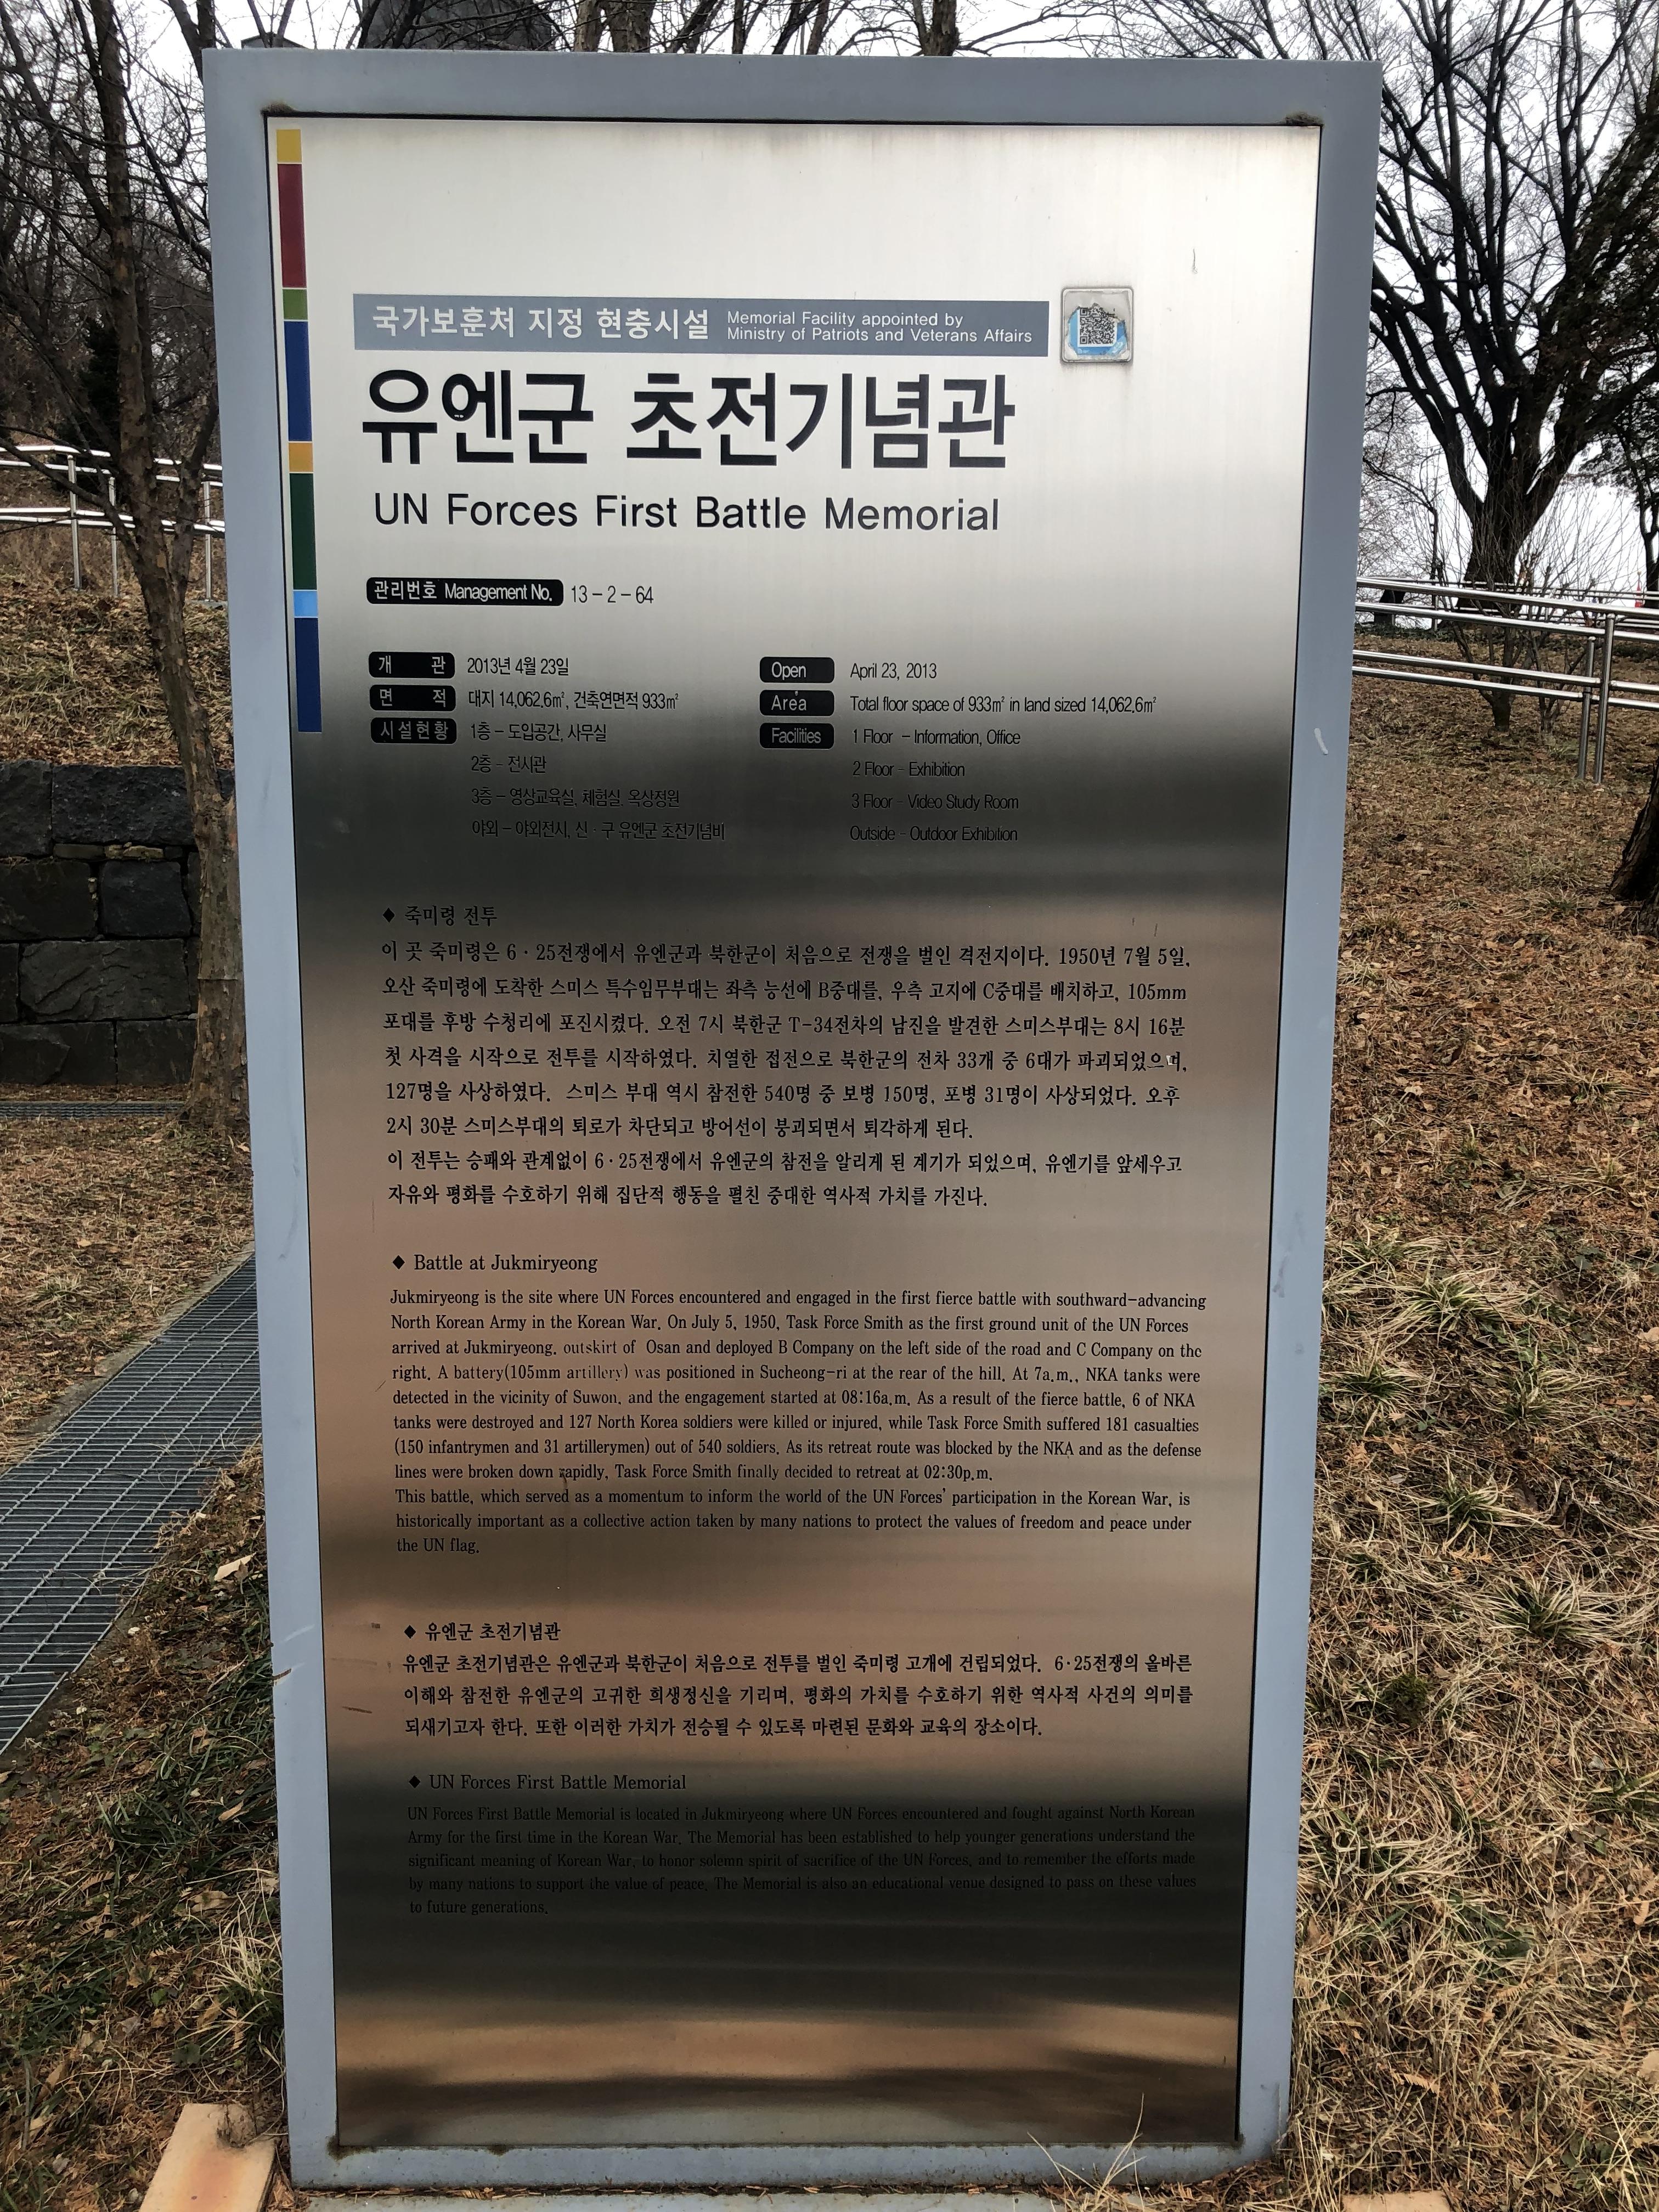 국가보훈처 지정 현충시설
Memorial Facility appointed by
Ministry of Patriots and Veterans Affairs
유엔군 초전기념관
UN Forces First Battle Memorial
관리번호 Management No. 13-2-64
개 관 2013년 4월 23일
면 적 대지 14,062.6㎡, 건축연면적 933㎡
시설현황 1층 - 도입공간, 사무실
2층 - 전시관
3층 - 영상교육실, 체험실, 옥상정원
야외 - 야외전시, 신·구 유엔군 초전기념비
Open April 23, 2013
Area Total floor space of 933㎡ in land sized 14,062.6㎡
Facilities 1 Floor - Information, Office
2 Floor - Exhibition
3 Floor - Video Study Room
Outside - Outdoor Exhibition
◆ 죽미령 전투
이 곳 죽미령은 6·25전쟁에서 유엔군과 북한군이 처음으로 전쟁을 벌인 격전지이다. 1950년 7월 5일,
오산 죽미령에 도착한 스미스 특수임무부대는 좌측 능선에 B중대를, 우측 고지에 C중대를 배치하고, 105mm
포대를 후방 수청리에 포진시켰다. 오전 7시 북한군 T-34전차의 남진을 발견한 스미스부대는 8시 16분
첫 사격을 시작으로 전투를 시작하였다. 치열한 접전으로 북한군의 전차 33개 중 6대가 파괴되었으며,
127명을 사상하였다. 스미스 부대 역시 참전한 540명 중 보병 150명, 포병 31명이 사상되었다. 오후
2시 30분 스미스부대의 퇴로가 차단되고 방어선이 붕괴되면서 퇴각하게 된다.
이 전투는 승패와 관계없이 6·25전쟁에서 유엔군의 참전을 알리게 된 계기가 되었으며, 유엔기를 앞세우고
자유와 평화를 수호하기 위해 집단적 행동을 펼친 중대한 역사적 가치를 가진다.
◆ Battle at Jukmiryeong
Jukmiryeong is the site where UN Forces encountered and engaged in the first fierce battle with southward-advancing
North Korean Army in the Korean War. On July 5, 1950, Task Force Smith as the first ground unit of the UN Forces
arrived at Jukmiryeong, outskirt of Osan and deployed B Company on the left side of the road and C Company on the
right. A battery(105mm artillery) was positioned in Sucheong-ri at the rear of the hill. At 7a.m., NKA tanks were
detected in the vicinity of Suwon, and the engagement started at 08:16a.m. As a result of the fierce battle, 6 of NKA
tanks were destroyed and 127 North Korea soldiers were killed or injured, while Task Force Smith suffered 181 casualties
(150 infantrymen and 31 artillerymen) out of 540 soldiers. As its retreat route was blocked by the NKA and as the defense
lines were broken down rapidly, Task Force Smith finally decided to retreat at 02:30p.m.
This battle, which served as a momentum to inform the world of the UN Forces' participation in the Korean War, is
historically important as a collective action taken by many nations to protect the values of freedom and peace under
the UN flag.
◆ 유엔군 초전기념관
유엔군 초전기념관은 유엔군과 북한군이 처음으로 전투를 벌인 죽미령 고개에 건립되었다. 6·25전쟁의 올바른
이해와 참전한 유엔군의 고귀한 희생정신을 기리며, 평화의 가치를 수호하기 위한 역사적 사건의 의미를
되새기고자 한다. 또한 이러한 가치가 전승될 수 있도록 마련된 문화와 교육의 장소이다.
◆ UN Forces First Battle Memorial
UN Forces First Battle Memorial is located in Jukmiryeong where UN Forces encountered and fought against North Korean
Army for the first time in the Korean War. The Memorial has been established to help younger generations understand the
significant meaning of Korean War, to honor solemn spirit of sacrifice of the UN Forces, and to remember the efforts made
by many nations to support the value of peace. The Memorial is also an educational venue designed to pass on these values
to future generations.